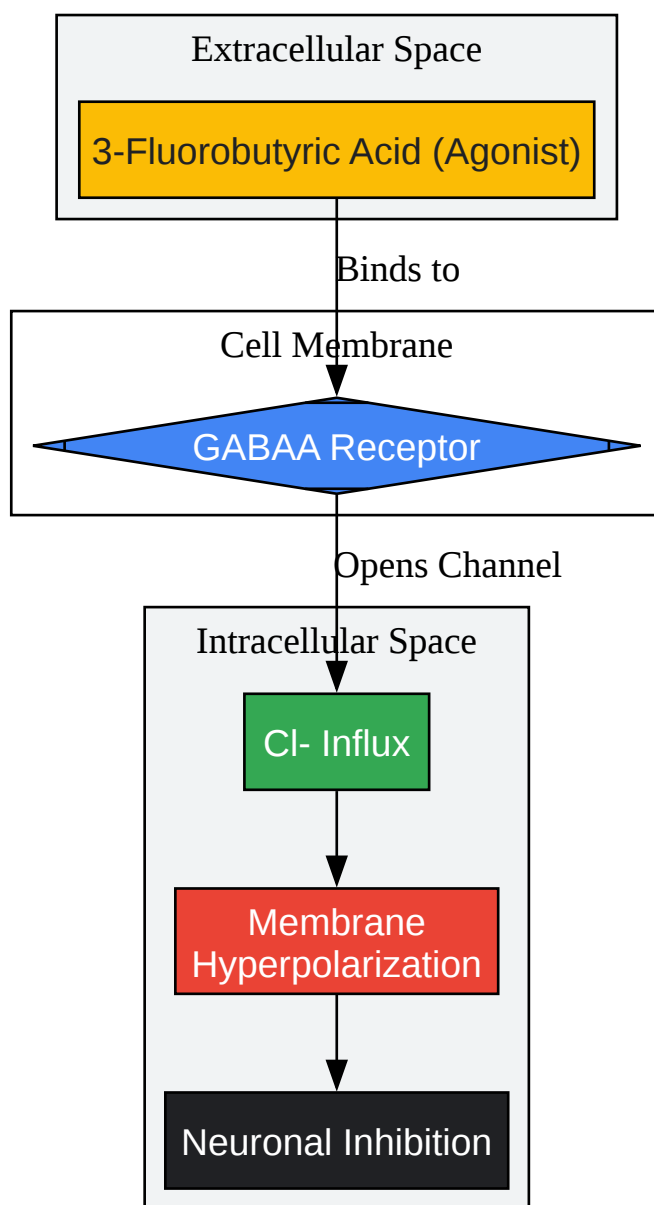 Extracellular Space
3-Fluorobutyric Acid (Agonist)
Binds to
Cell Membrane
GABAA Receptor
Opens Channel
Intracellular Space
Cl- Influx
Membrane
Hyperpolarization
Neuronal Inhibition